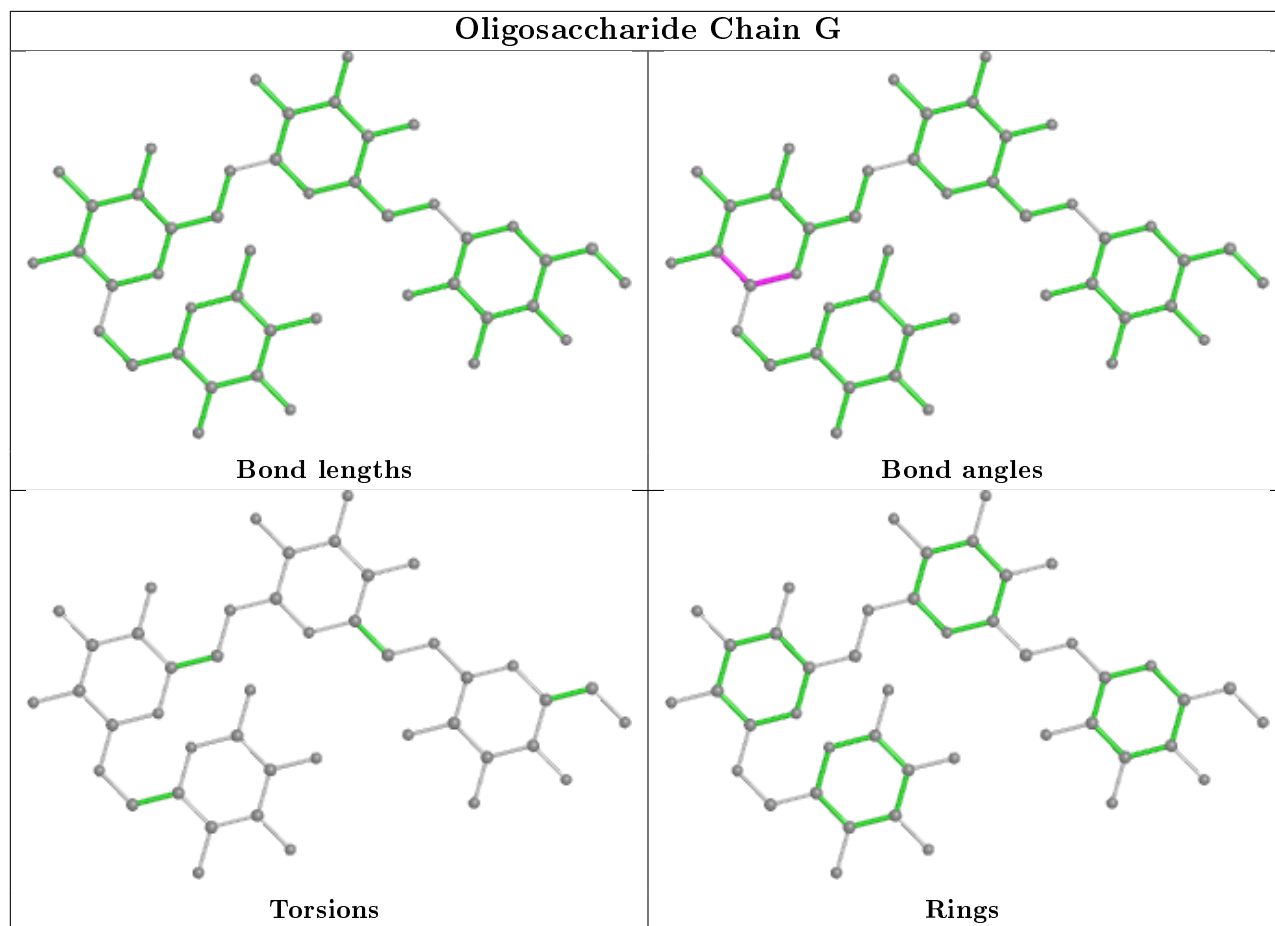 Oligosaccharide Chain G
Bond lengths
Bond angles
Torsions
Rings